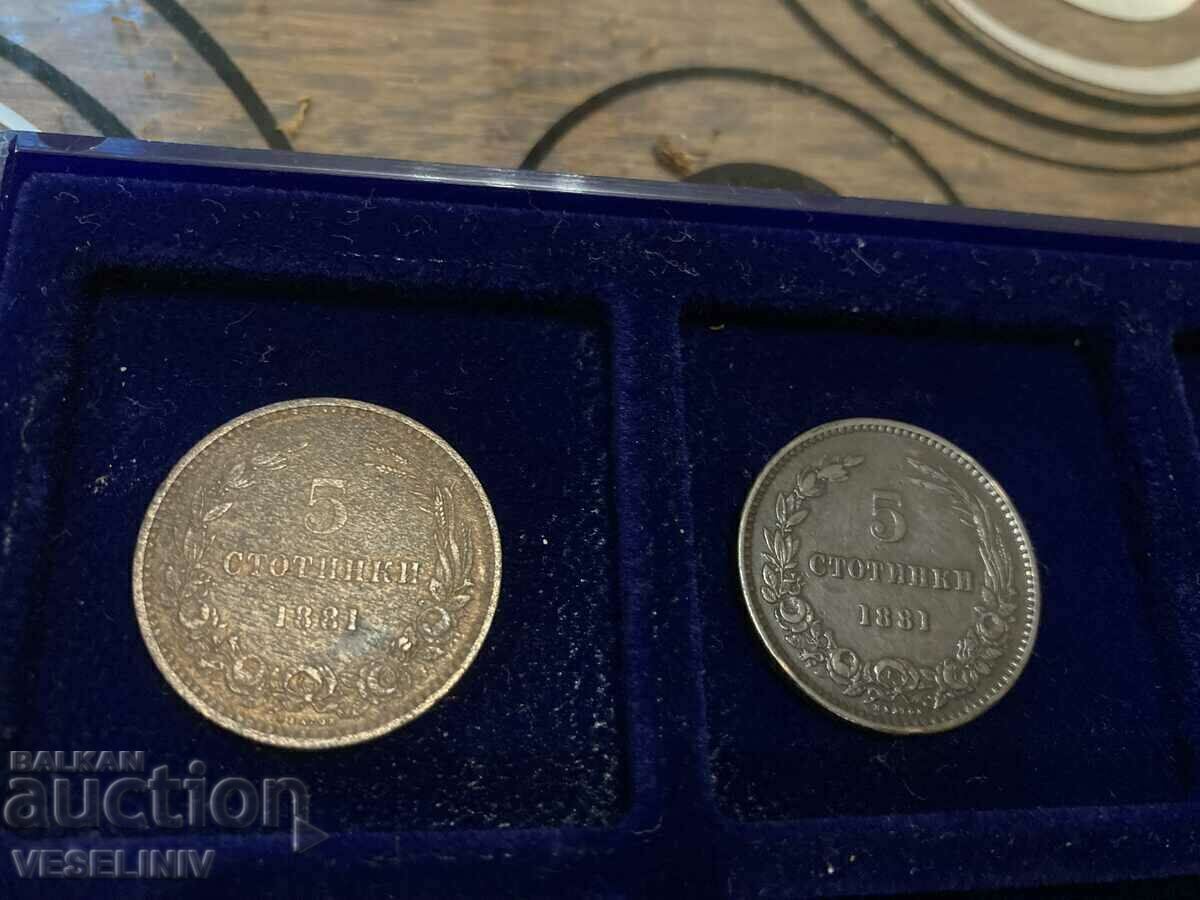 5
СТОТИНКИ
1881
5
СТОТИНКИ
1881
BALKAN
auction
VESELINIV